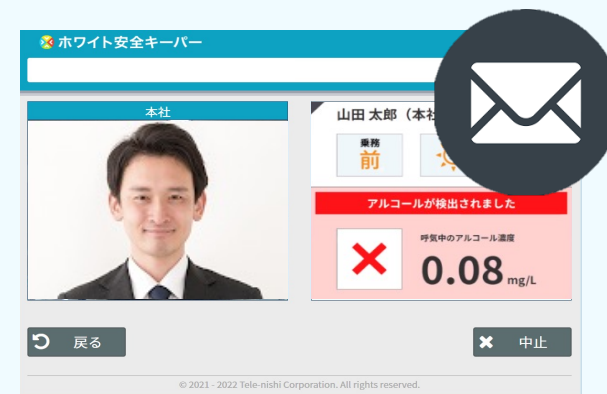 ホワイト安全キーパー
本社
山田 太郎（本社
乗務
前
アルコールが検出されました
呼気中のアルコール濃度
0.08 mg/L
戻る
中止
© 2021 - 2022 Tele-nishi Corporation. All rights reserved.